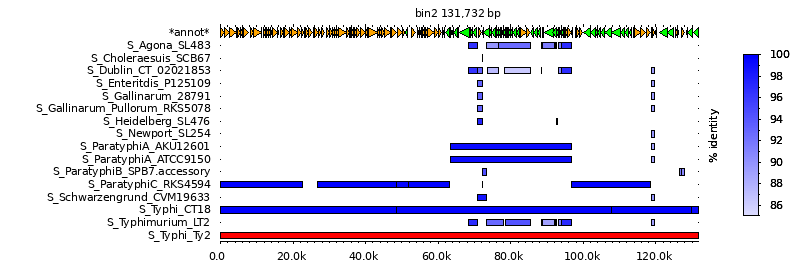 bin2 131,732 bp
*annot*
S_Agona_SL483
S_Choleraesuis_SCB67
S_Dublin_CT_02021853
S_Enteritdis_P125109
S_Gallinarum_28791
S_Gallinarum_Pullorum_RKS5078
S_Heidelberg_SL476
S_Newport_SL254
S_ParatyphiA_AKU12601
S_ParatyphiA_ATCC9150
S_ParatyphiB_SPB7.accessory
S_ParatyphiC_RKS4594
S_Schwarzengrund_CVM19633
S_Typhi_CT18
S_Typhimurium_LT2
S_Typhi_Ty2
0.0 20.0k 40.0k 60.0k 80.0k 100.0k 120.0k
% identity
100
98
96
94
92
90
88
86